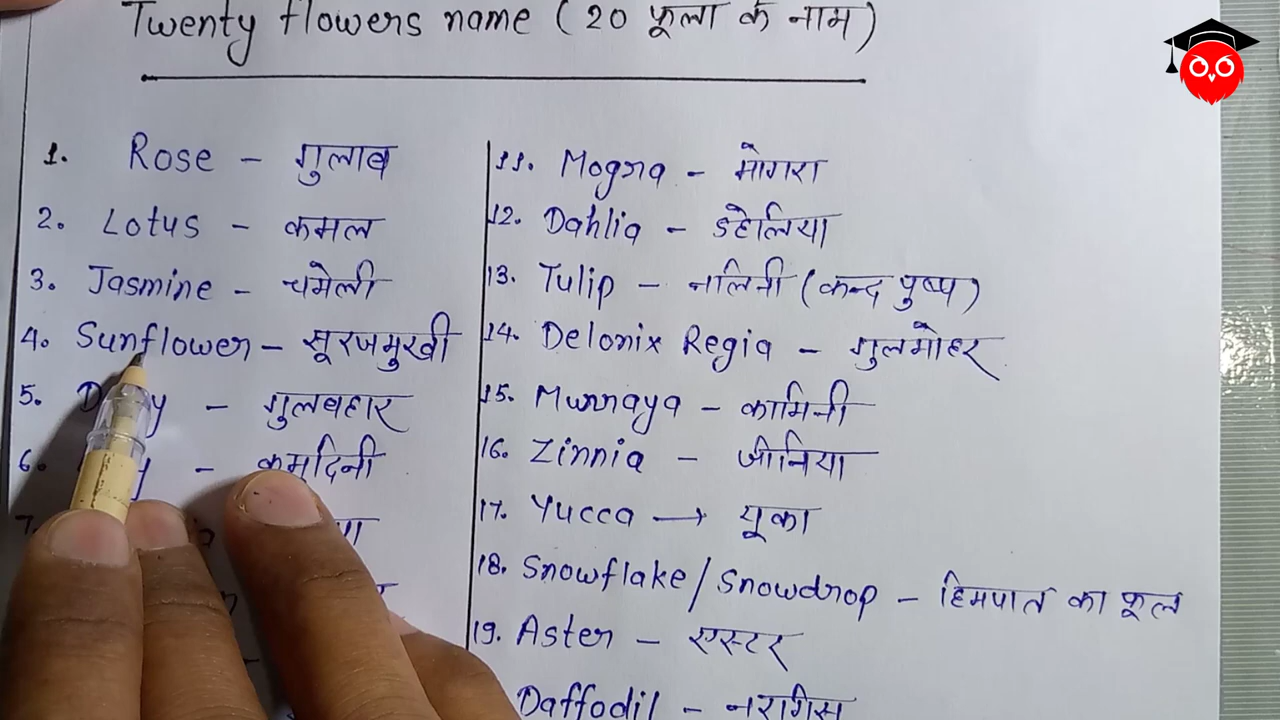 Twenty flowers name (20 फूलों के नाम)
1. Rose - गुलाब
2. Lotus - कमल
3. Jasmine - चमेली
4. Sunflower - सूरजमुखी
5. - गुलबहार
6. - कुमुदिनी
7.
11. Mogra - मोगरा
12. Dahlia - डहेलिया
13. Tulip - नलिनी (कन्द पुष्प)
14. Delonix Regia - गुलमोहर
15. Murraya - कामिनी
16. Zinnia - जीनिया
17. Yucca → यूका
18. Snowflake/Snowdrop - हिमपात का फूल
19. Aster - एस्टर
Daffodil - नरगिस